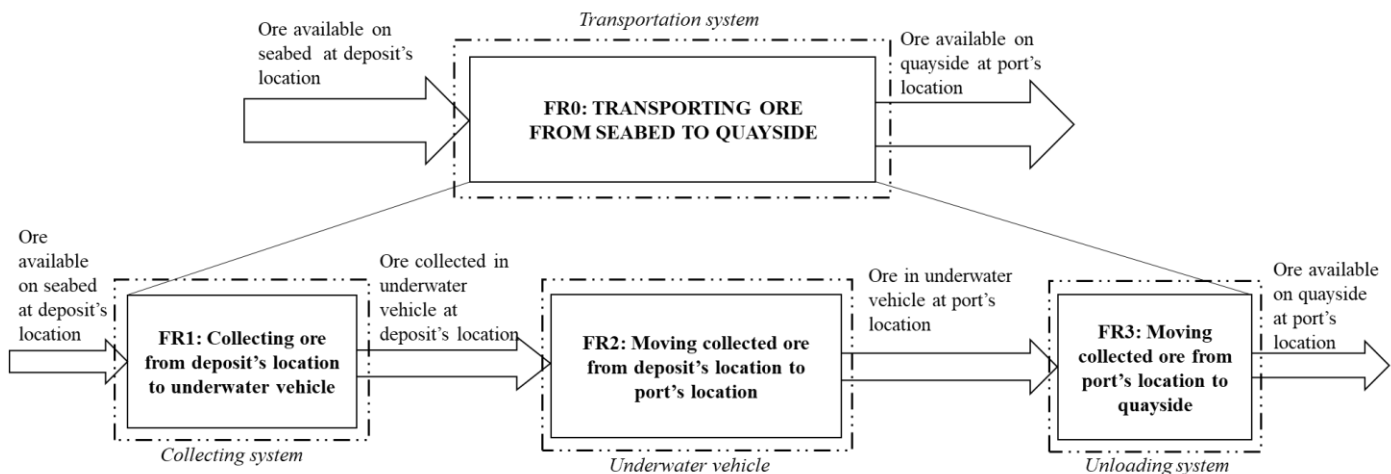 Transportation system
Ore available on
seabed at deposit's
location
Ore available on
quayside at port's
location
FR0: TRANSPORTING ORE
FROM SEABED TO QUAYSIDE
Ore
available
on seabed
at deposit's
location
Ore collected in
underwater
vehicle at
deposit's location
Ore in underwater
vehicle at port's
location
Ore available
on quayside
at port's
location
FR1: Collecting ore
from deposit's location
to underwater vehicle
FR2: Moving collected ore
from deposit's location to
port's location
FR3: Moving
collected ore from
port's location to
quayside
Collecting system
Underwater vehicle
Unloading system